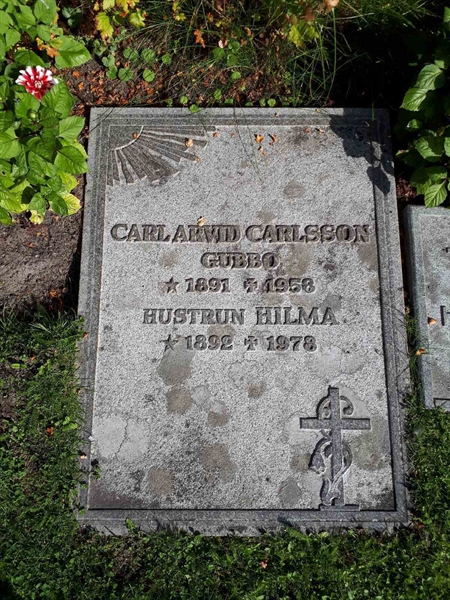 CARL ARVID CARLSSON
GUBBO
★ 1891 ✝ 1958
HUSTRUN HILMA
★ 1892 ✝ 1978